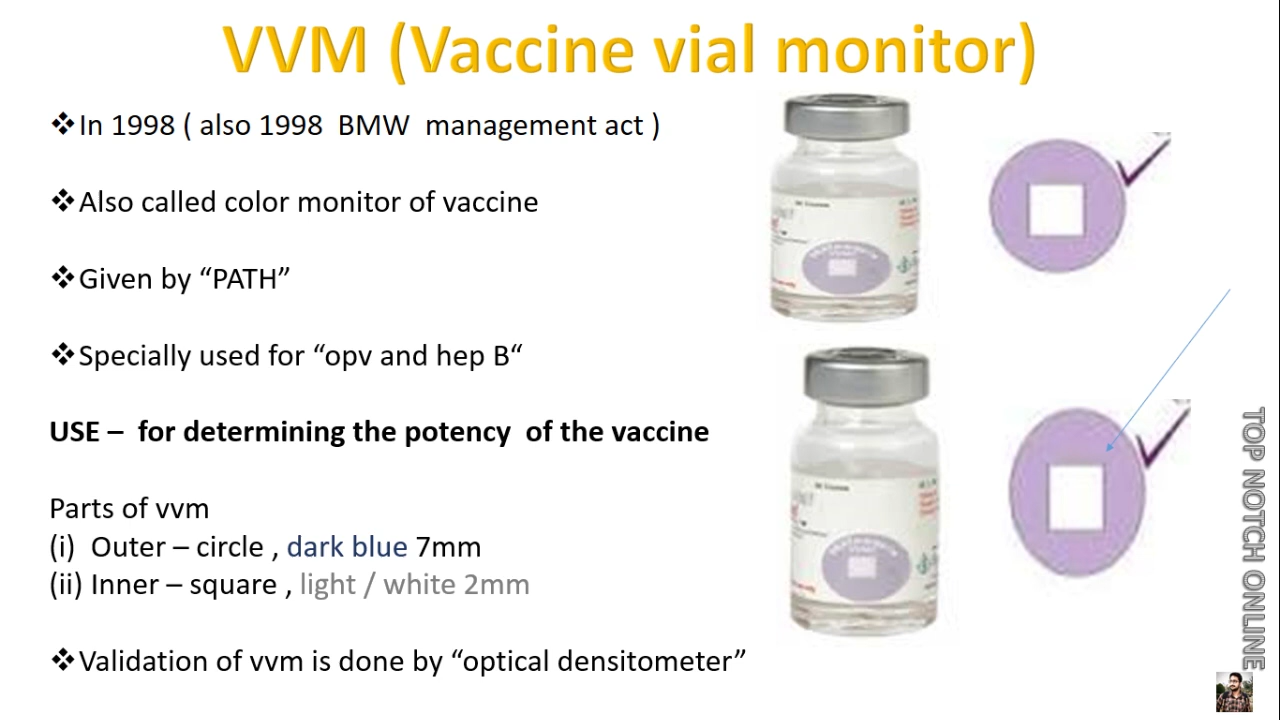 VVM (Vaccine vial monitor)
❖In 1998 ( also 1998 BMW management act )
❖Also called color monitor of vaccine
❖Given by “PATH”
❖Specially used for “opv and hep B“
USE – for determining the potency of the vaccine
Parts of vvm
(i) Outer – circle , dark blue 7mm
(ii) Inner – square , light / white 2mm
❖Validation of vvm is done by “optical densitometer”
TOP NOTCH ONLINE